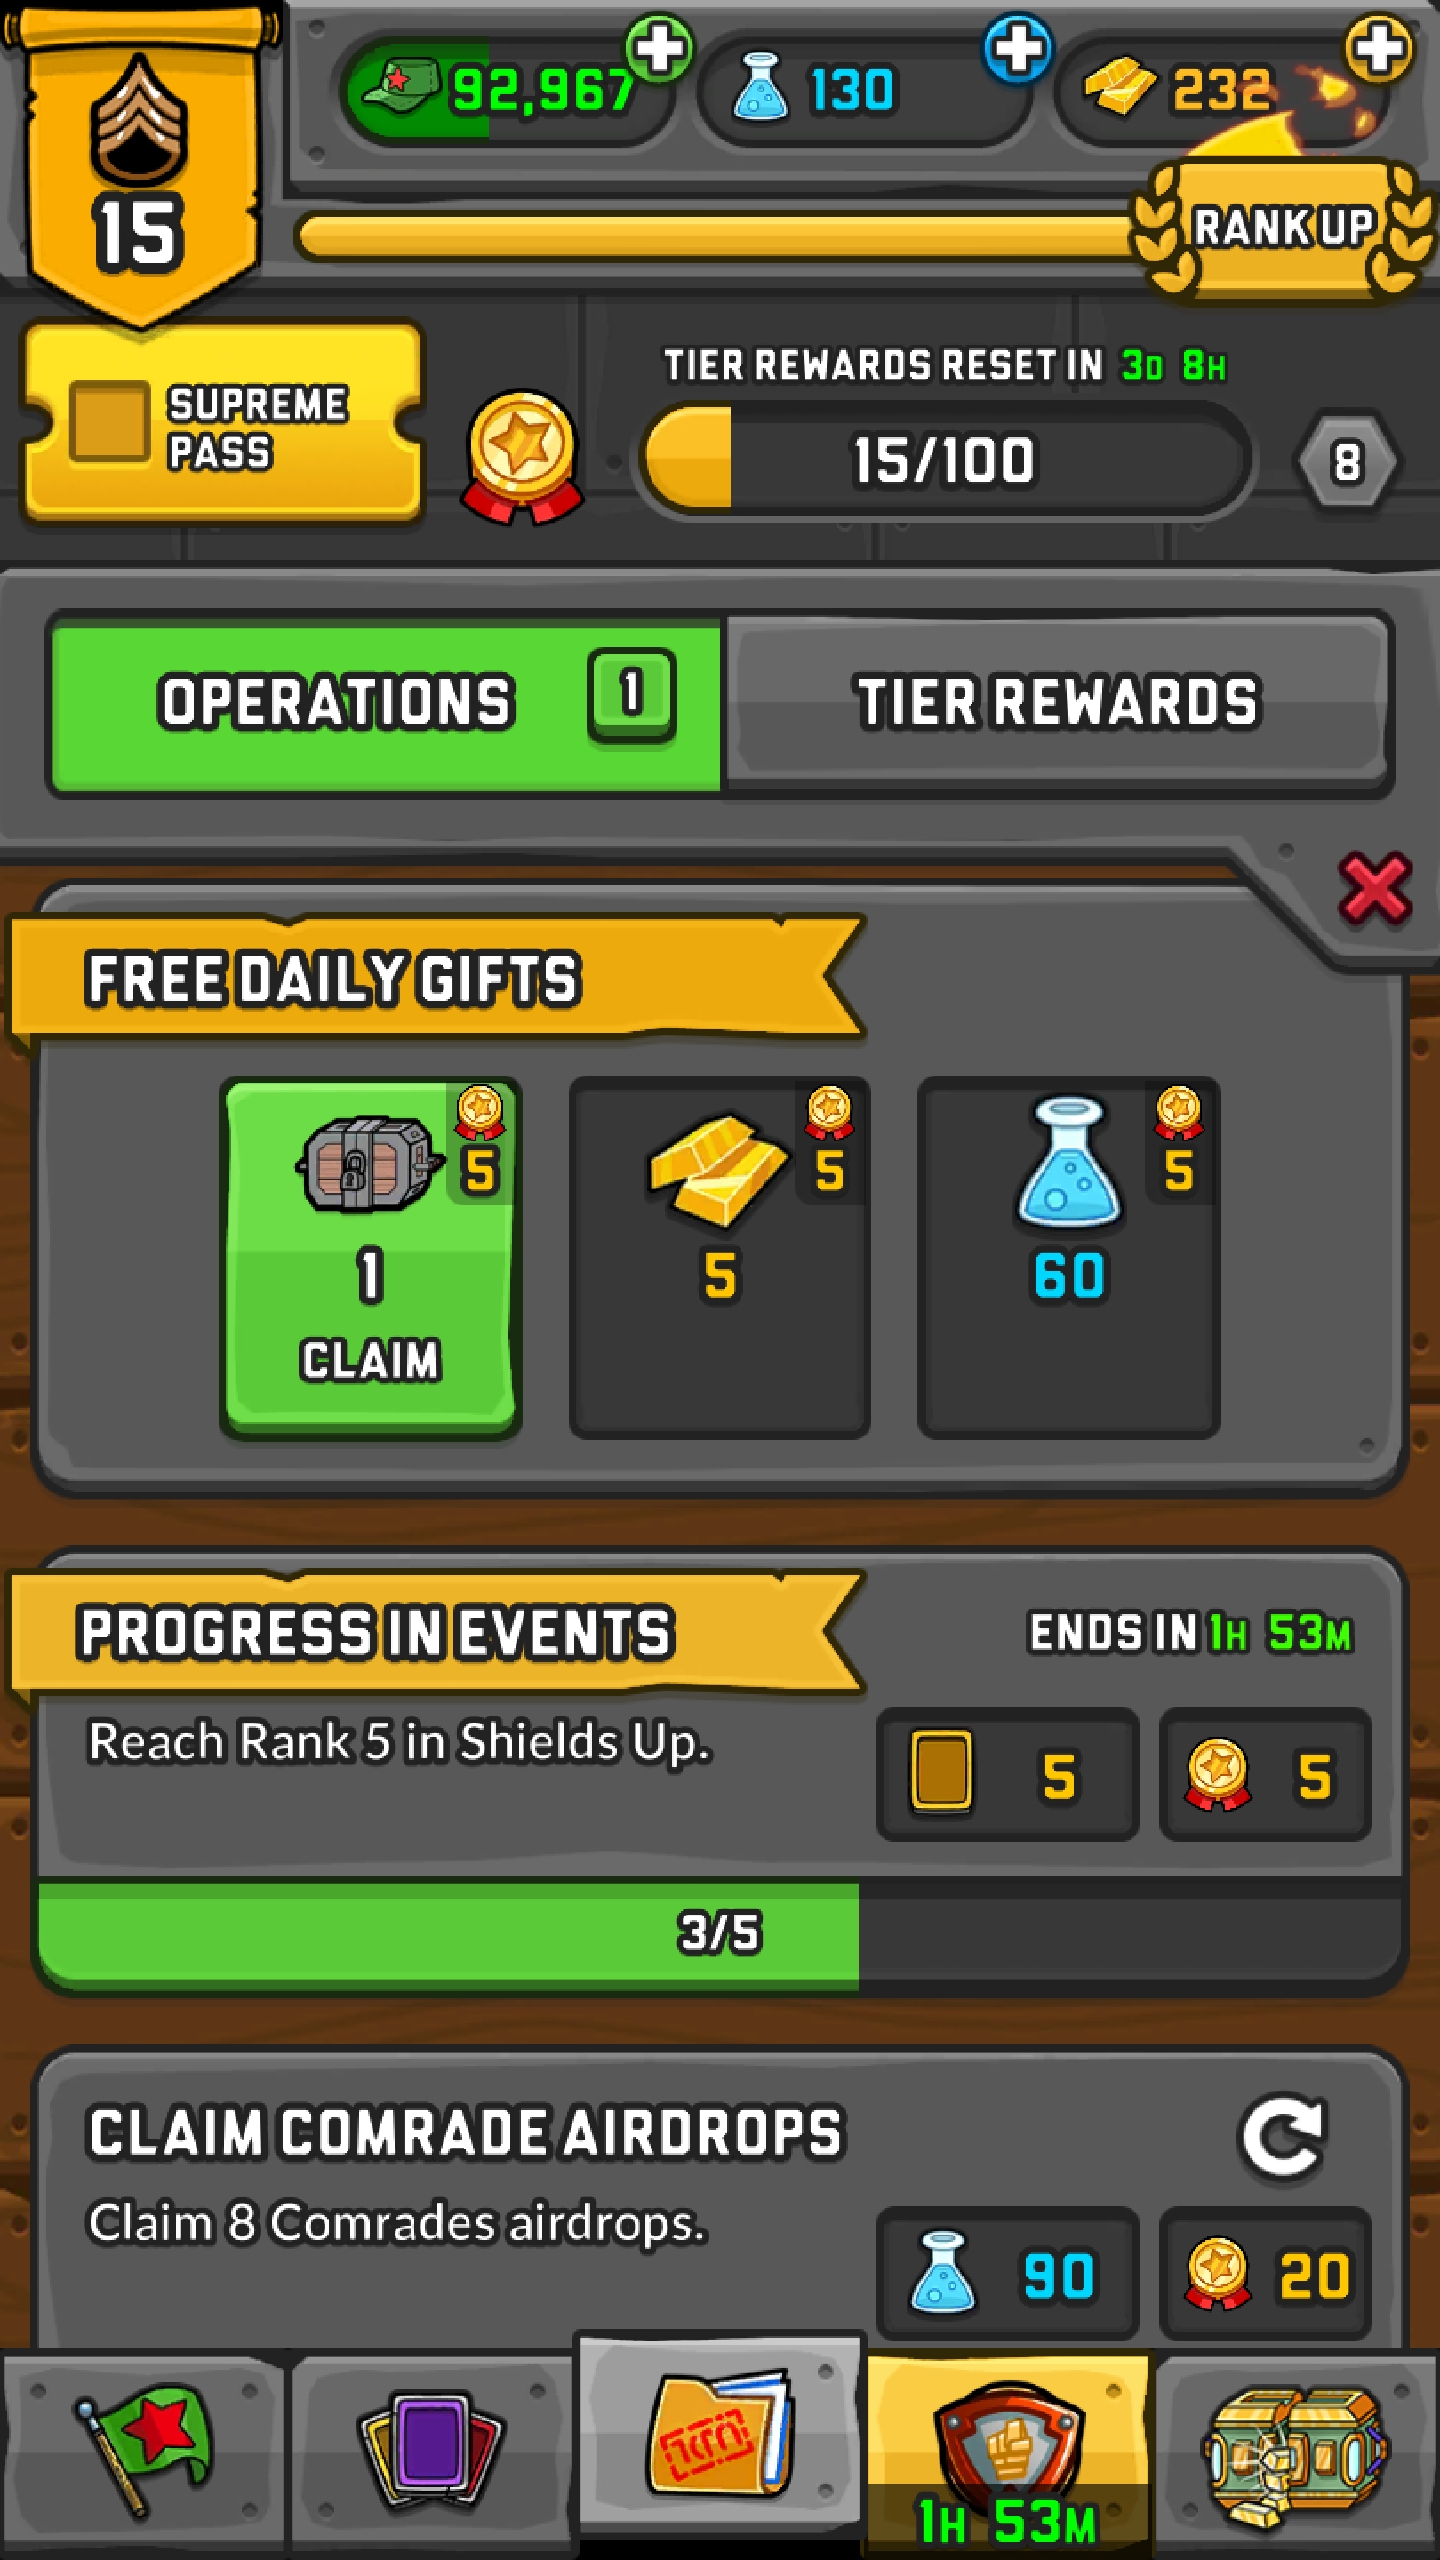 92,967
130
232
15
RANK UP
SUPREME
PASS
TIER REWARDS RESET IN 3D 8H
15/100
8
OPERATIONS
1
TIER REWARDS
FREE DAILY GIFTS
5
1
CLAIM
5
5
5
60
PROGRESS IN EVENTS
ENDS IN 1H 53M
Reach Rank 5 in Shields Up.
5
5
3/5
CLAIM COMRADE AIRDROPS
Claim 8 Comrades airdrops.
90
20
1H 53M